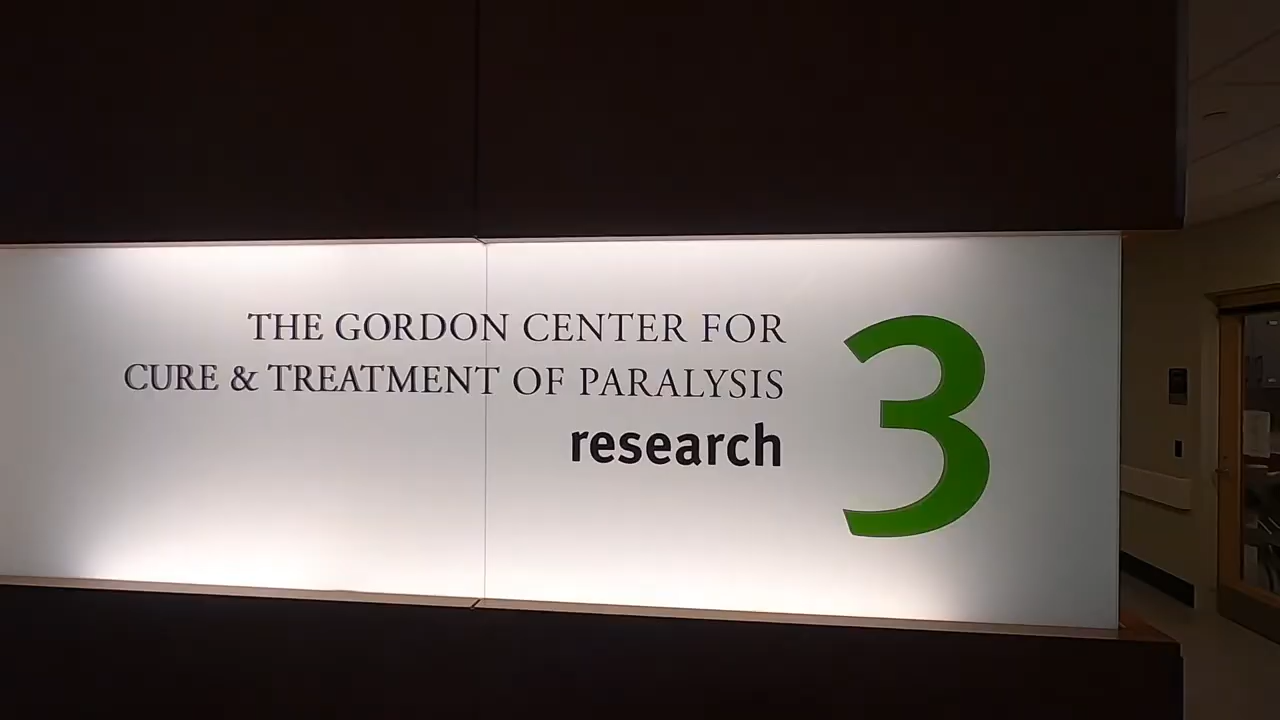 THE GORDON CENTER FOR
CURE & TREATMENT OF PARALYSIS
research
3